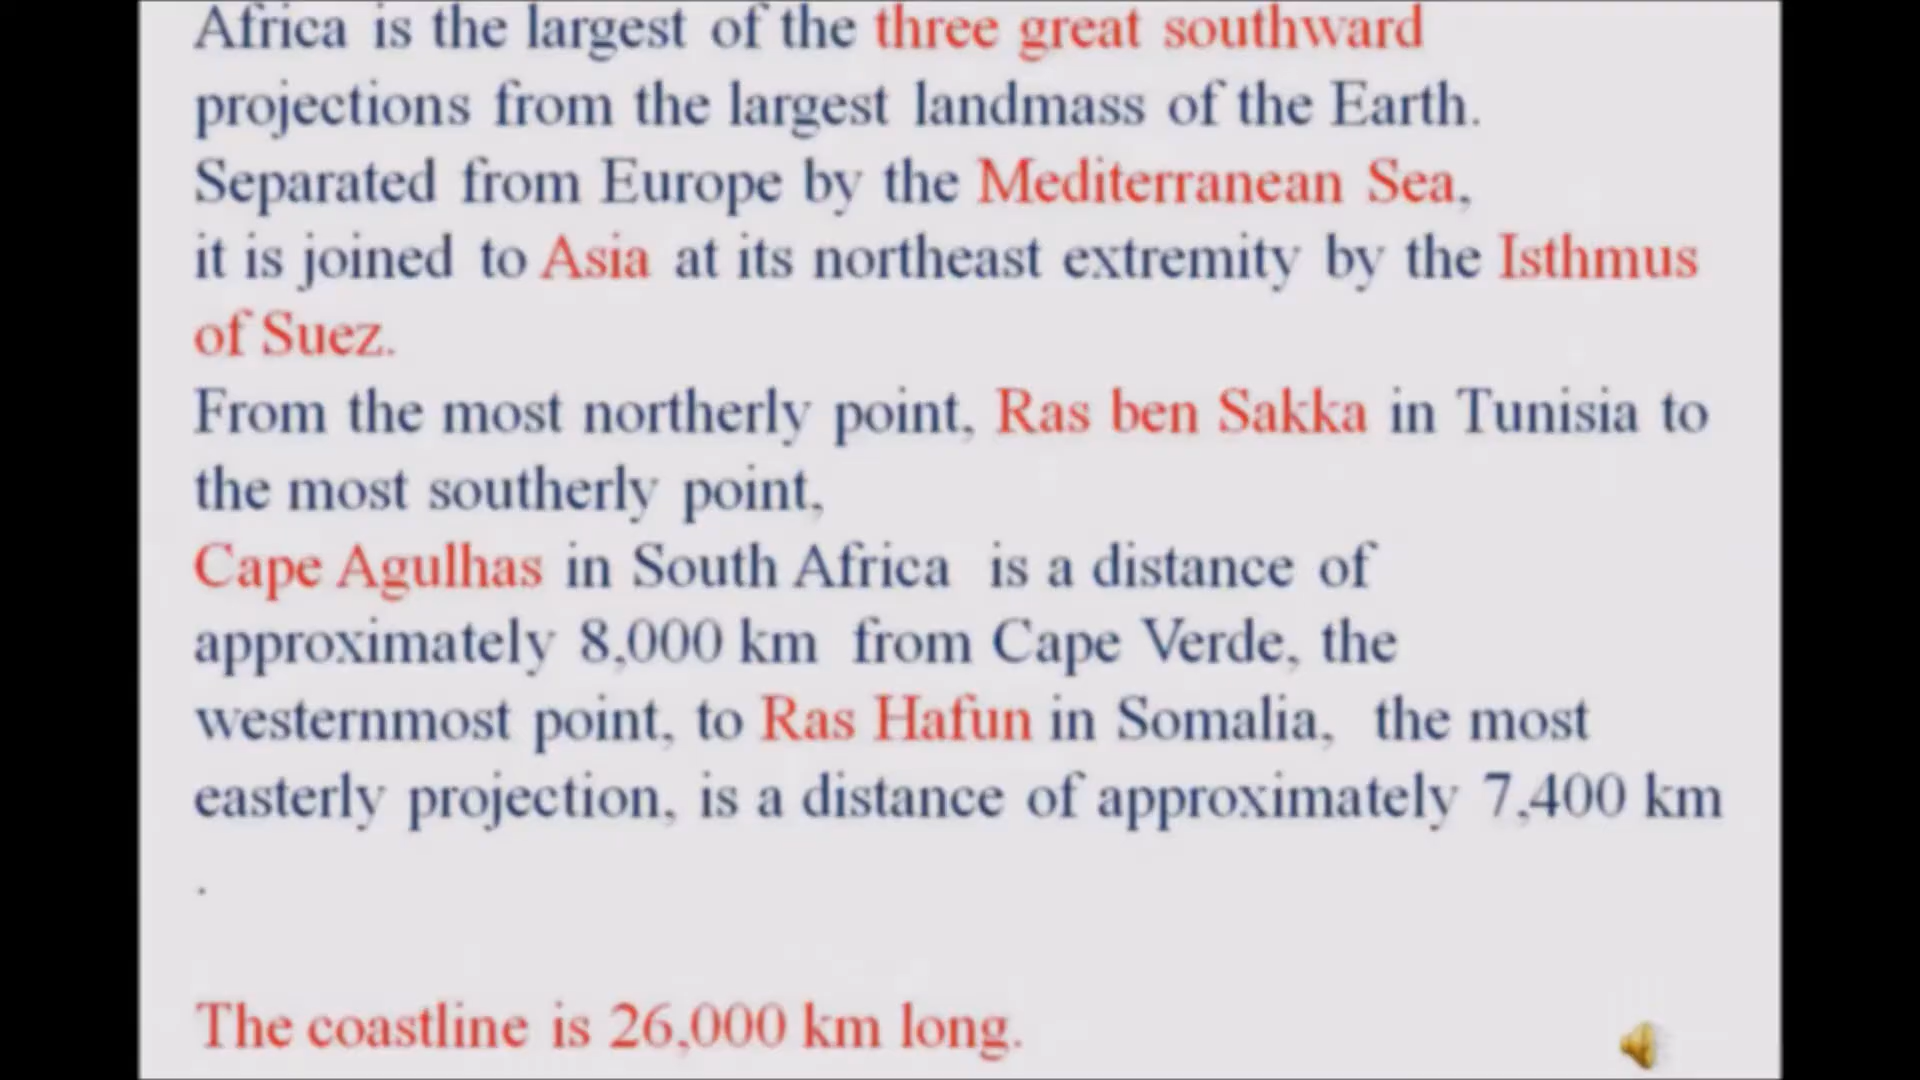 Africa is the largest of the three great southward
projections from the largest landmass of the Earth.
Separated from Europe by the Mediterranean Sea,
it is joined to Asia at its northeast extremity by the Isthmus
of Suez.
From the most northerly point, Ras ben Sakka in Tunisia to
the most southerly point,
Cape Agulhas in South Africa is a distance of
approximately 8,000 km from Cape Verde, the
westernmost point, to Ras Hafun in Somalia, the most
easterly projection, is a distance of approximately 7,400 km
.
The coastline is 26,000 km long.